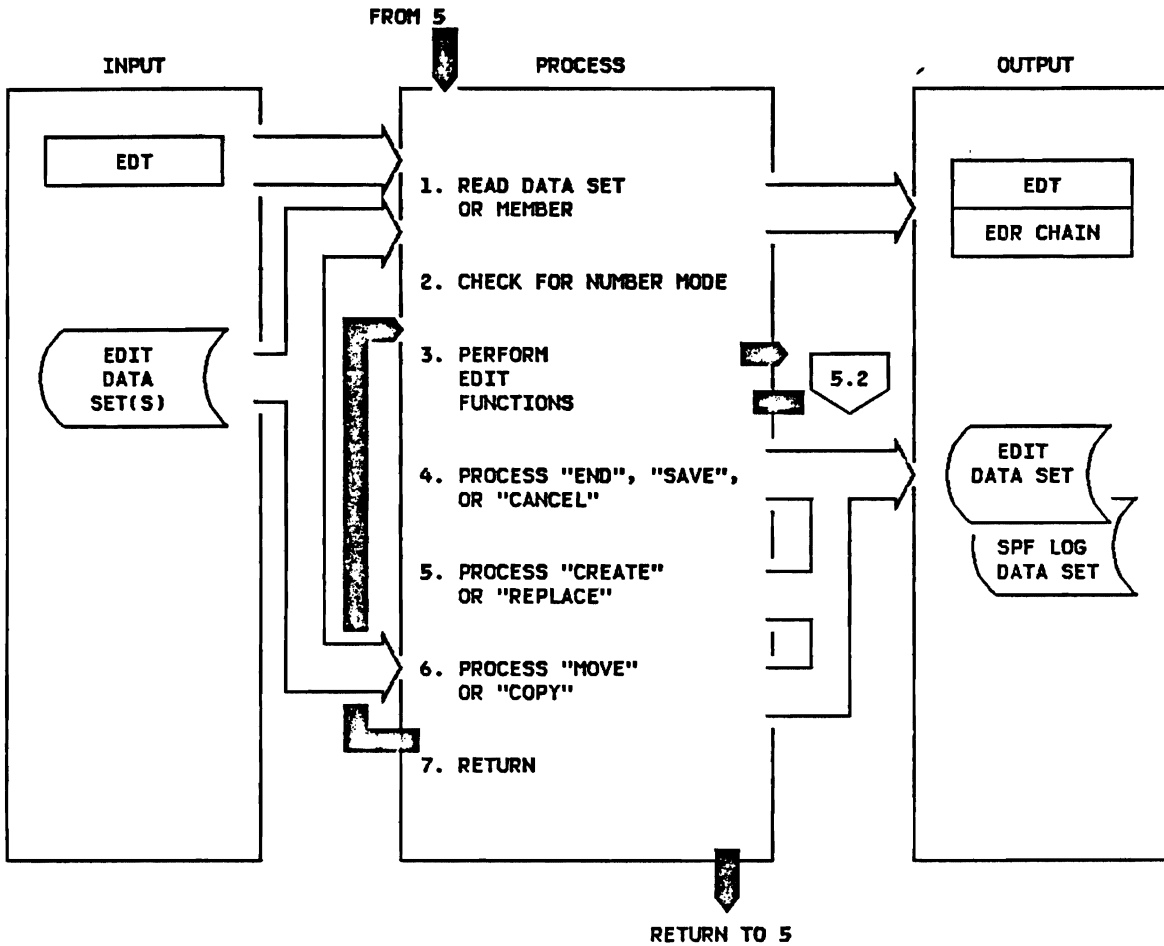 FROM 5
INPUT
PROCESS
OUTPUT
EDT
1. READ DATA SET
OR MEMBER
2. CHECK FOR NUMBER MODE
EDIT
DATA
SET(S)
3. PERFORM
EDIT
FUNCTIONS
5.2
4. PROCESS "END", "SAVE",
OR "CANCEL"
5. PROCESS "CREATE"
OR "REPLACE"
6. PROCESS "MOVE"
OR "COPY"
7. RETURN
EDT
EDR CHAIN
EDIT
DATA SET
SPF LOG
DATA SET
RETURN TO 5